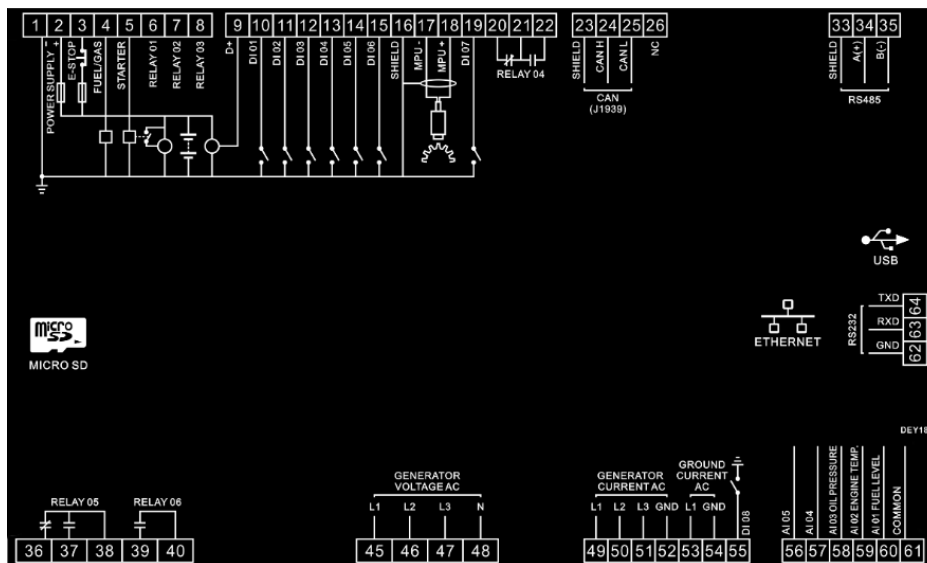 1 2 3 4 5 6 7 8
9 10 11 12 13 14 15 16 17 18 19 20 21 22
23 24 25 26
33 34 35
POWER SUPPLY - +
E-STOP
FUEL/GAS
STARTER
RELAY 01
RELAY 02
RELAY 03
D+
DI 01
DI 02
DI 03
DI 04
DI 05
DI 06
SHIELD
MPU -
MPU +
DI 07
RELAY 04
SHIELD
CAN H
CAN L
NC
CAN
(J1939)
SHIELD
A(+)
B(-)
RS485
USB
micro
SD
MICRO SD
ETHERNET
RS232
TXD 64
RXD 63
GND 62
DEY18
RELAY 05
RELAY 06
GENERATOR
VOLTAGE AC
L1 L2 L3 N
GENERATOR
CURRENT AC
L1 L2 L3 GND
GROUND
CURRENT
AC
L1 GND
DI 08
AI 05
AI 04
AI 03 OIL PRESSURE
AI 02 ENGINE TEMP.
AI 01 FUEL LEVEL
COMMON
36 37 38 39 40
45 46 47 48
49 50 51 52 53 54 55
56 57 58 59 60 61